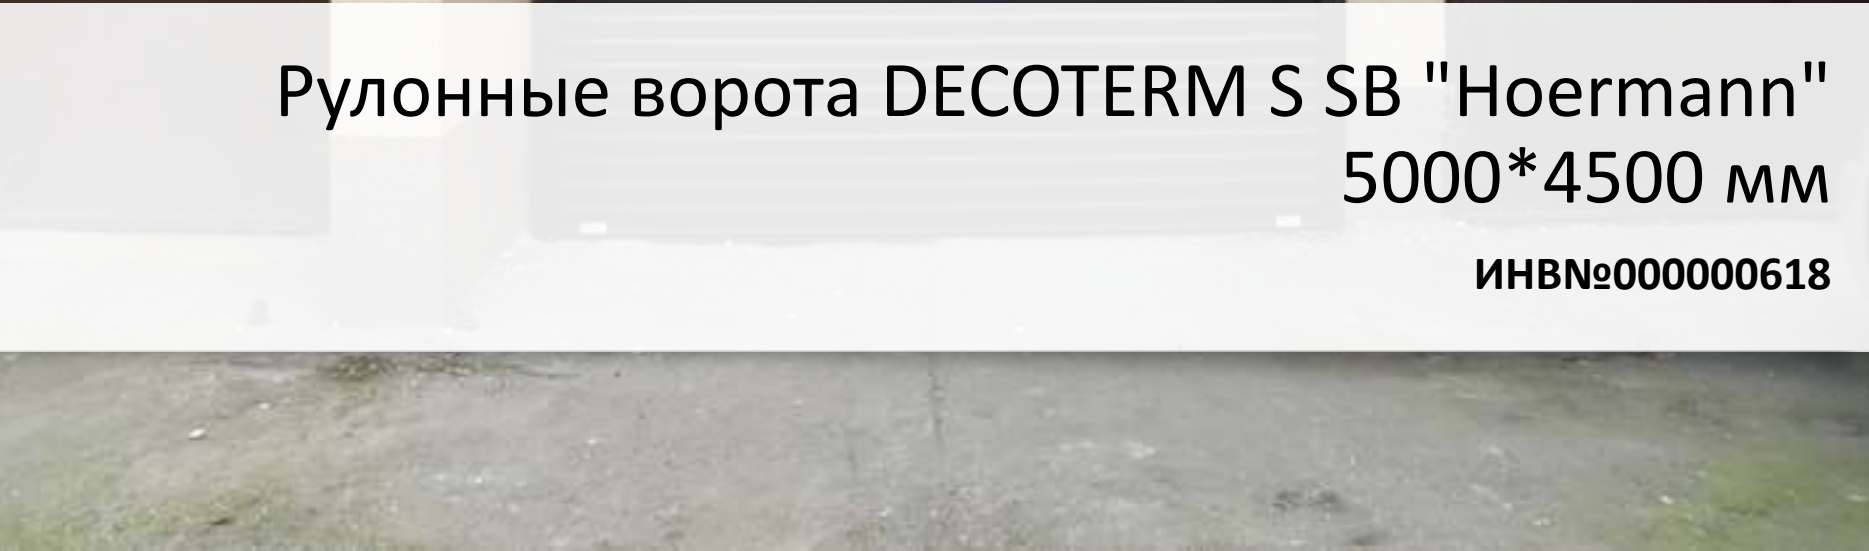 Рулонные ворота DECOTERM S SB "Hoermann"
5000*4500 мм
ИНВ№000000618